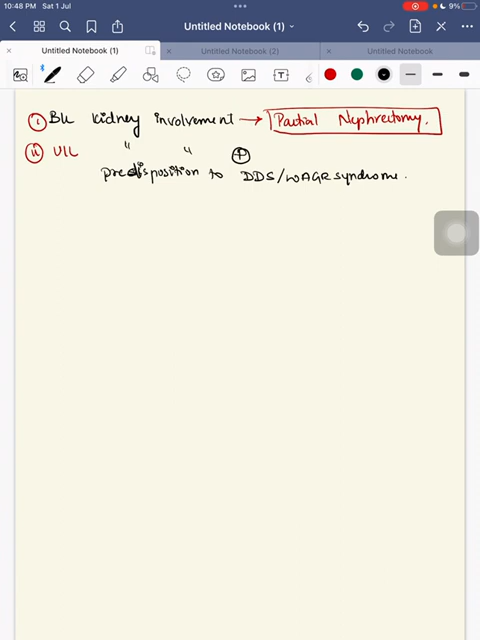 10:48 PM Sat 1 Jul
9%
Untitled Notebook (1)
Untitled Notebook (1)
Untitled Notebook (2)
Untitled Notebook
(i) B/L kidney involvement → Partial Nephrectomy.
(ii) U/L " " ⊕
predisposition to DDS/WAGR syndrome.